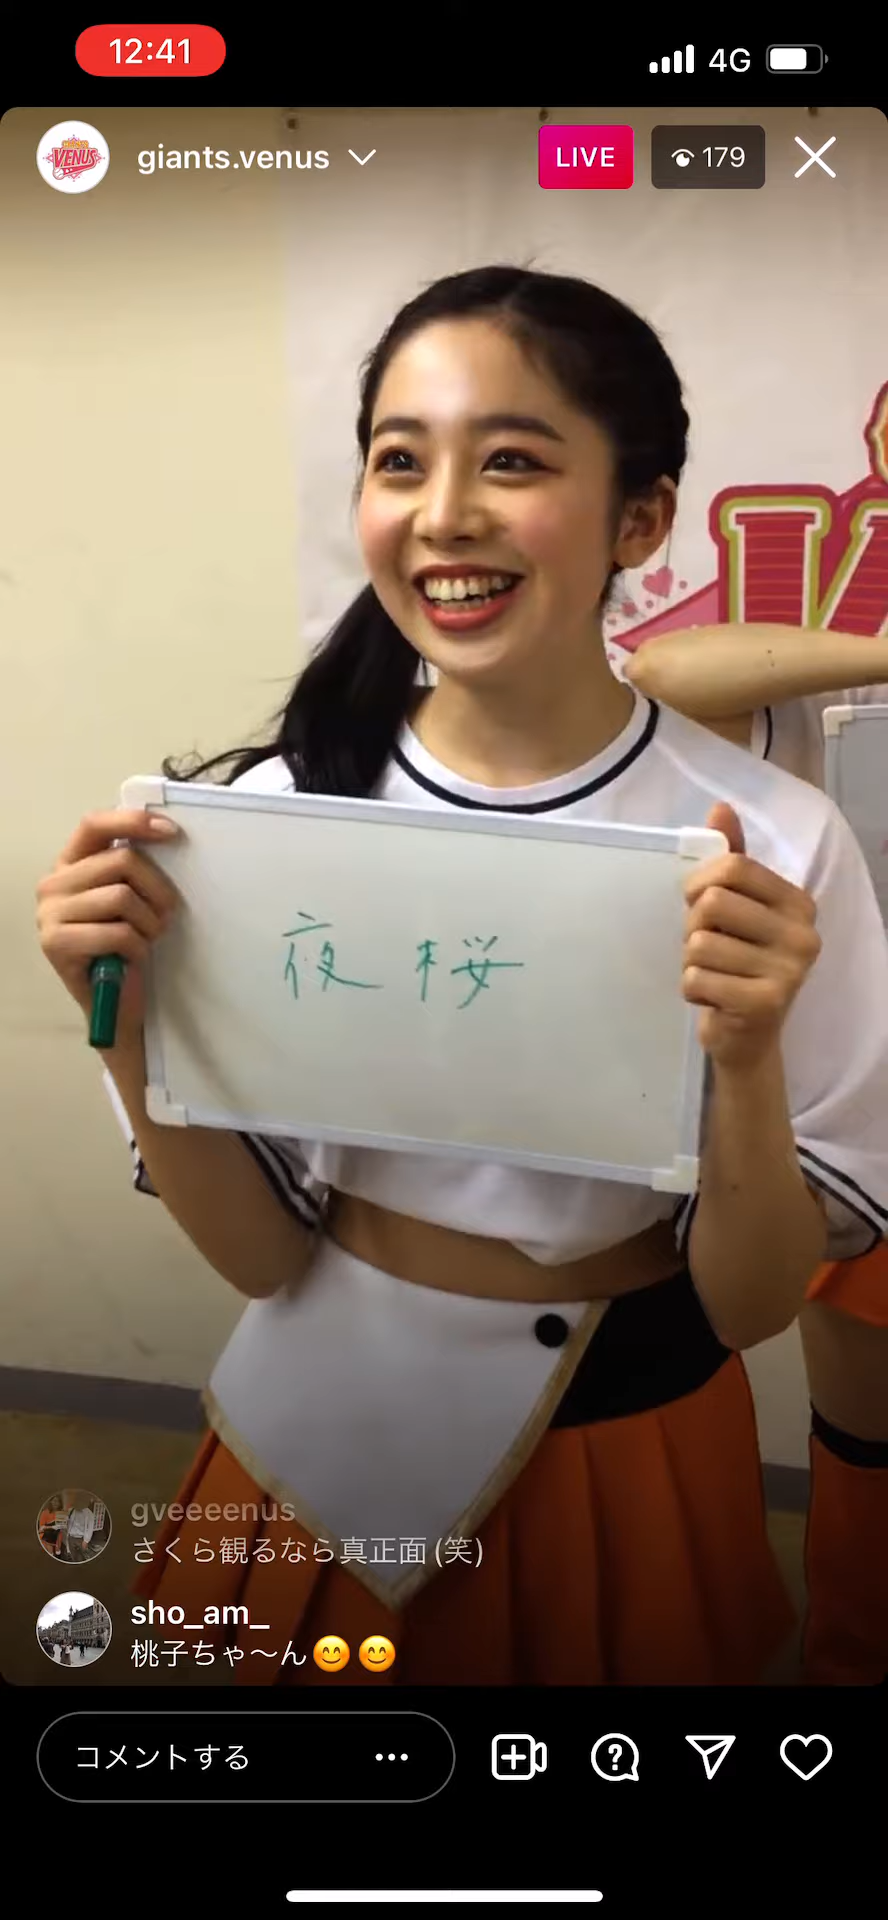 12:41
4G
VENUS
giants.venus
LIVE
179
夜桜
gveeeenus
さくら観るなら真正面(笑)
sho_am_
桃子ちゃ〜ん😊😊
コメントする